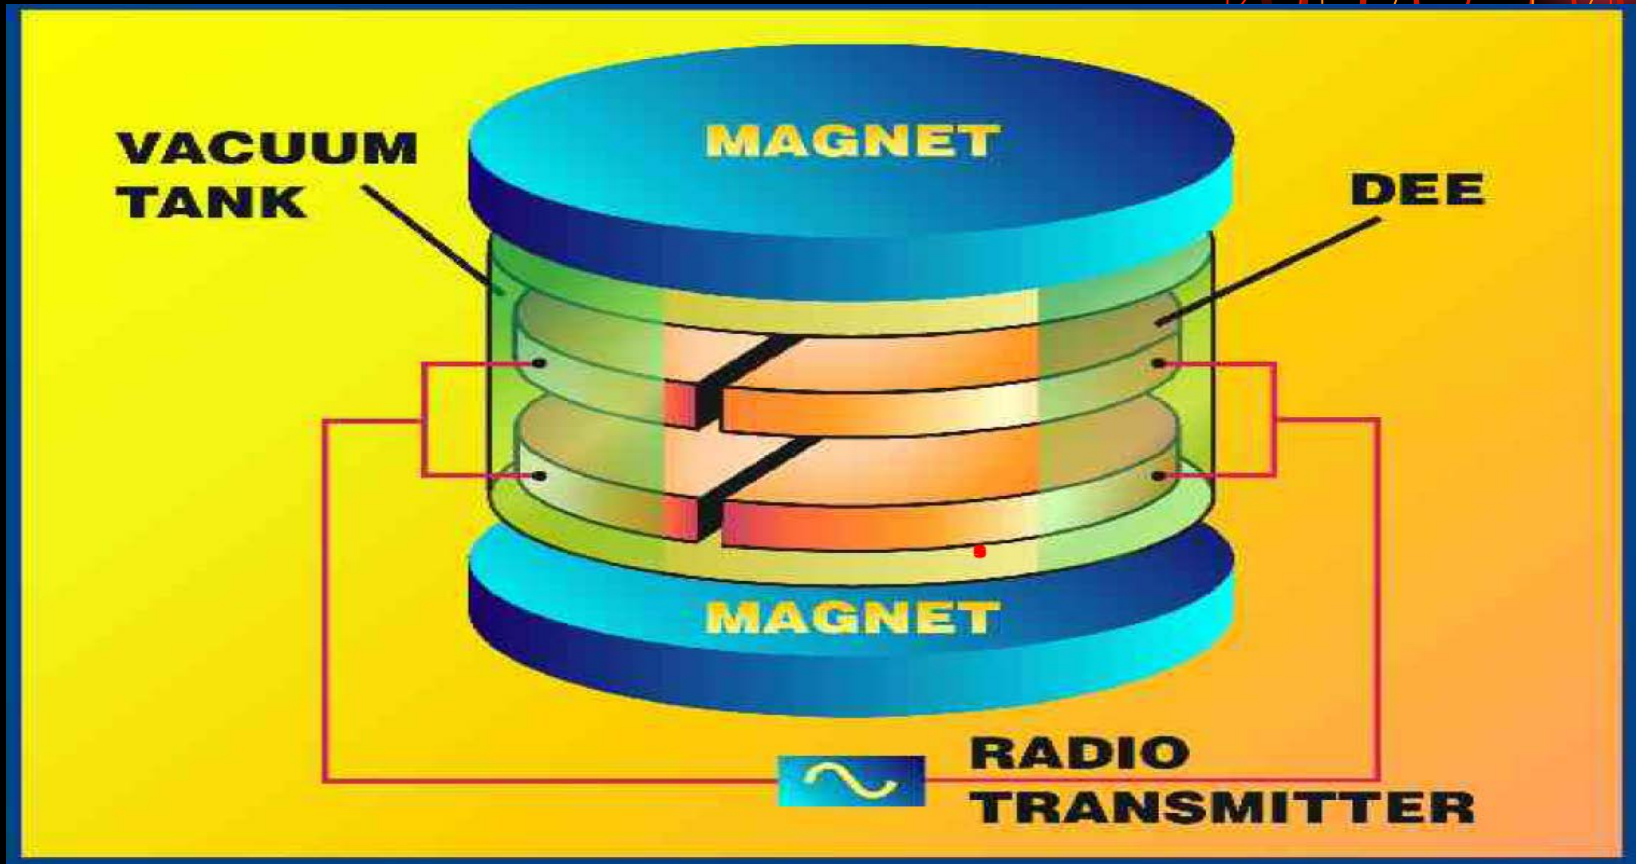 MAGNET
VACUUM
TANK
DEE
MAGNET
RADIO
TRANSMITTER